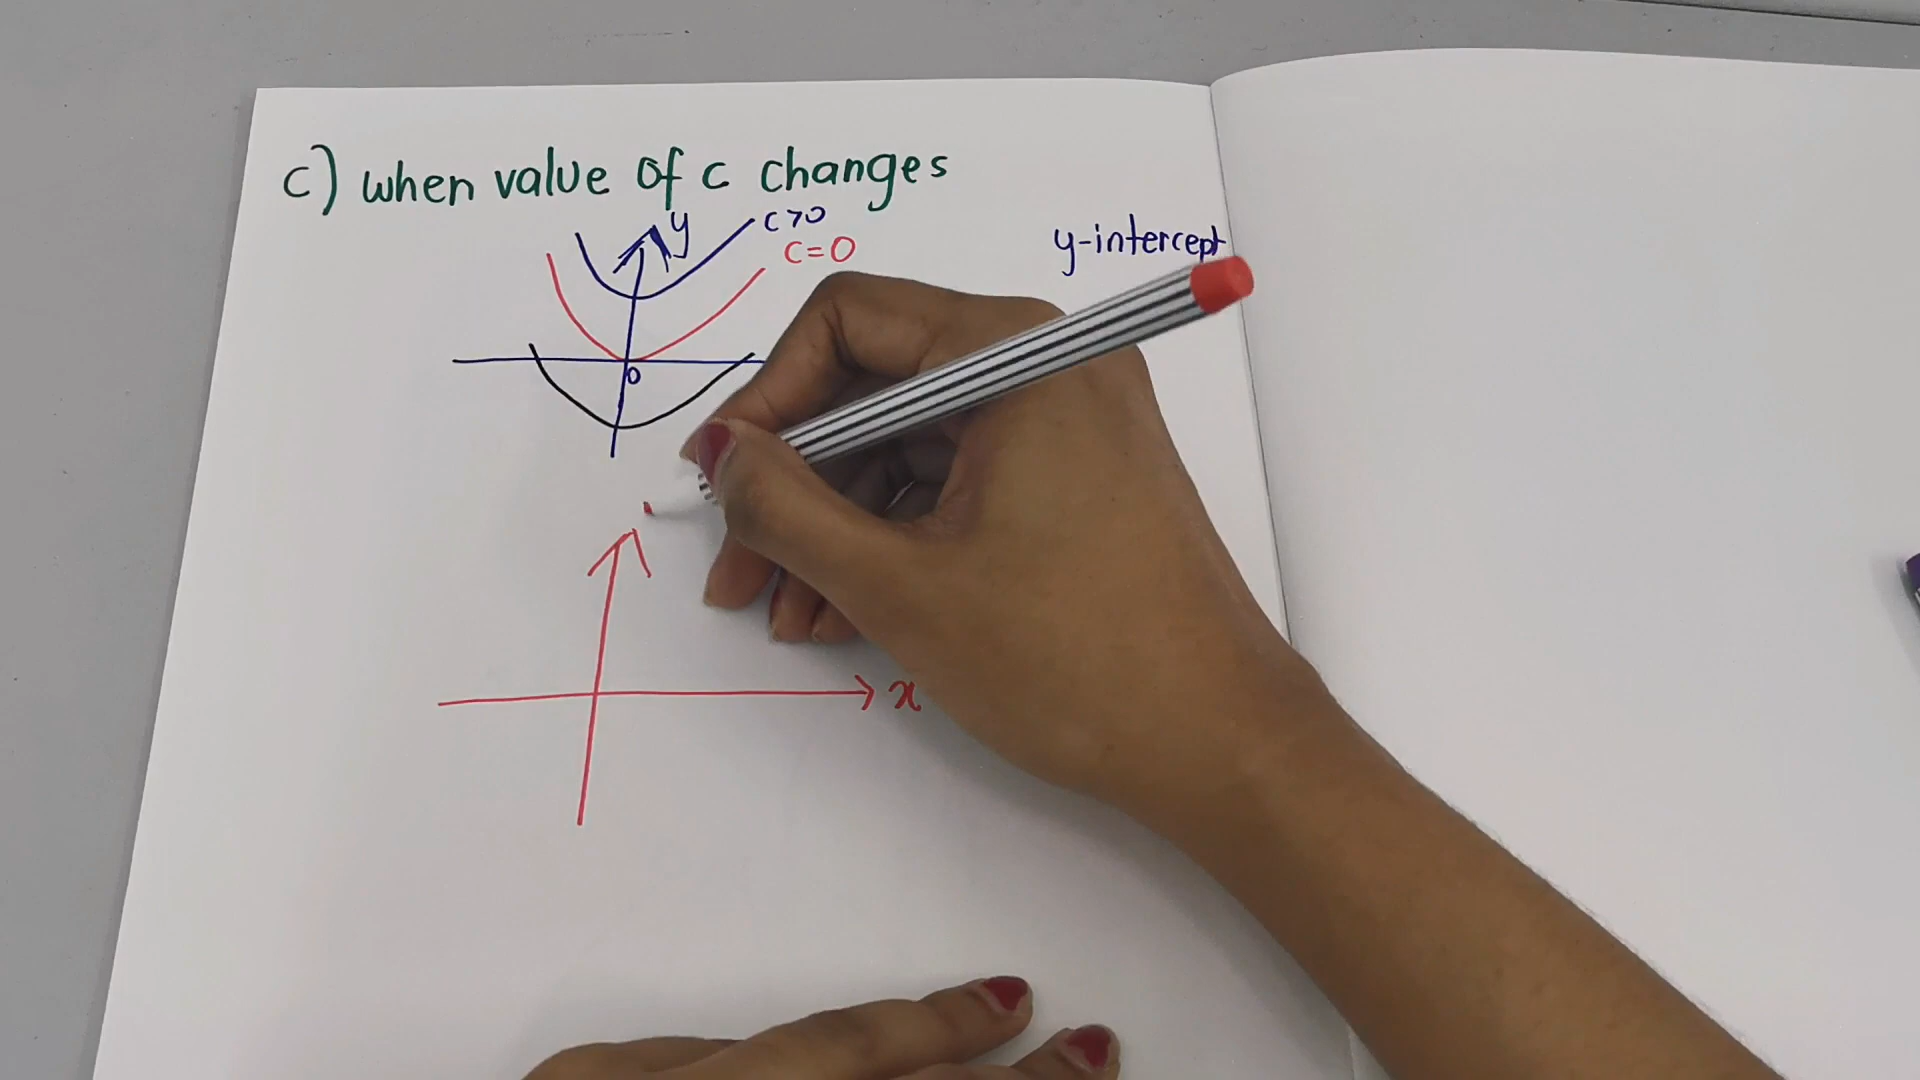 c) when value of c changes
y
c>0
c=0
y-intercept
0
x